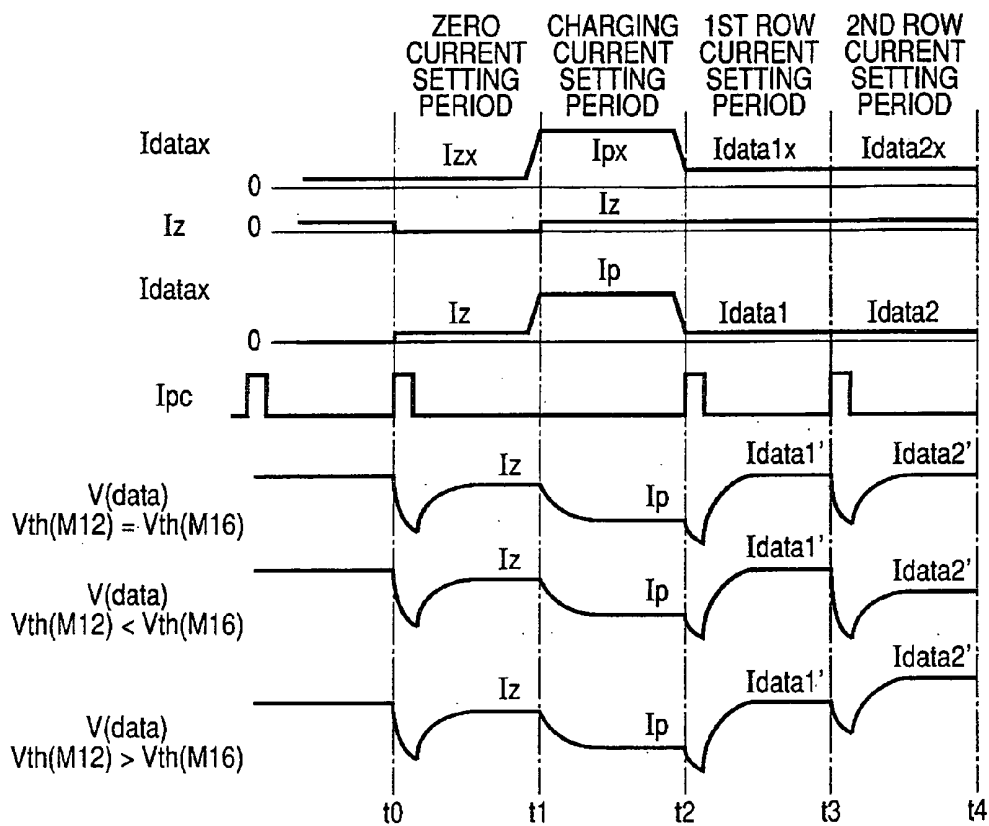 ZERO CURRENT SETTING PERIOD
CHARGING CURRENT SETTING PERIOD
1ST ROW CURRENT SETTING PERIOD
2ND ROW CURRENT SETTING PERIOD
Idatax
Izx
Ipx
Idata1x
Idata2x
0
Iz
Iz
0
Idatax
Iz
Ip
Idata1
Idata2
0
Ipc
V(data)
Vth(M12) = Vth(M16)
Iz
Ip
Idata1'
Idata2'
V(data)
Vth(M12) < Vth(M16)
Iz
Ip
Idata1'
Idata2'
V(data)
Vth(M12) > Vth(M16)
Iz
Ip
Idata1'
Idata2'
t0
t1
t2
t3
t4